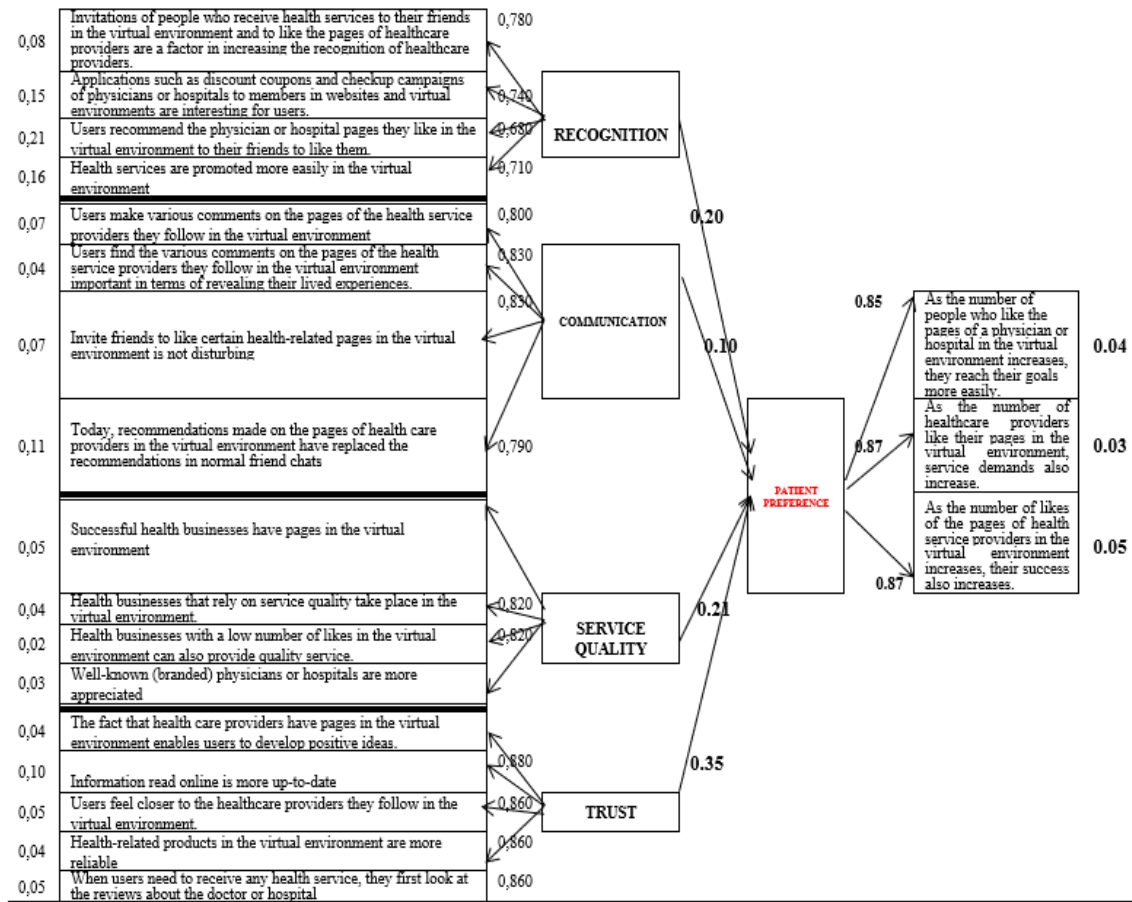 Invitations of people who receive health services to their friends
in the virtual environment and to like the pages of healthcare
providers are a factor in increasing the recognition of healthcare
providers.
0,08
0,780
Applications such as discount coupons and checkup campaigns
of physicians or hospitals to members in websites and virtual
environments are interesting for users.
0,15
0,740
Users recommend the physician or hospital pages they like in the
virtual environment to their friends to like them.
0,21
0,680
Health services are promoted more easily in the virtual
environment
0,16
0,710
RECOGNITION
0.20
Users make various comments on the pages of the health service
providers they follow in the virtual environment
0,07
0,800
Users find the various comments on the pages of the health
service providers they follow in the virtual environment
important in terms of revealing their lived experiences.
0,04
0,830
Invite friends to like certain health-related pages in the virtual
environment is not disturbing
0,07
0,830
Today, recommendations made on the pages of health care
providers in the virtual environment have replaced the
recommendations in normal friend chats
0,11
0,790
COMMUNICATION
0.10
Successful health businesses have pages in the virtual
environment
0,05
Health businesses that rely on service quality take place in the
virtual environment.
0,04
0,820
Health businesses with a low number of likes in the virtual
environment can also provide quality service.
0,02
0,820
Well-known (branded) physicians or hospitals are more
appreciated
0,03
SERVICE
QUALITY
0.21
The fact that health care providers have pages in the virtual
environment enables users to develop positive ideas.
0,04
Information read online is more up-to-date
0,10
0,880
Users feel closer to the healthcare providers they follow in the
virtual environment.
0,05
0,860
Health-related products in the virtual environment are more
reliable
0,04
0,860
When users need to receive any health service, they first look at
the reviews about the doctor or hospital
0,05
0,860
TRUST
0.35
PATIENT
PREFERENCE
0.85
As the number of
people who like the
pages of a physician or
hospital in the virtual
environment increases,
they reach their goals
more easily.
0.04
0.87
As the number of
healthcare providers
like their pages in the
virtual environment,
service demands also
increase.
0.03
0.87
As the number of likes
of the pages of health
service providers in the
virtual environment
increases, their success
also increases.
0.05